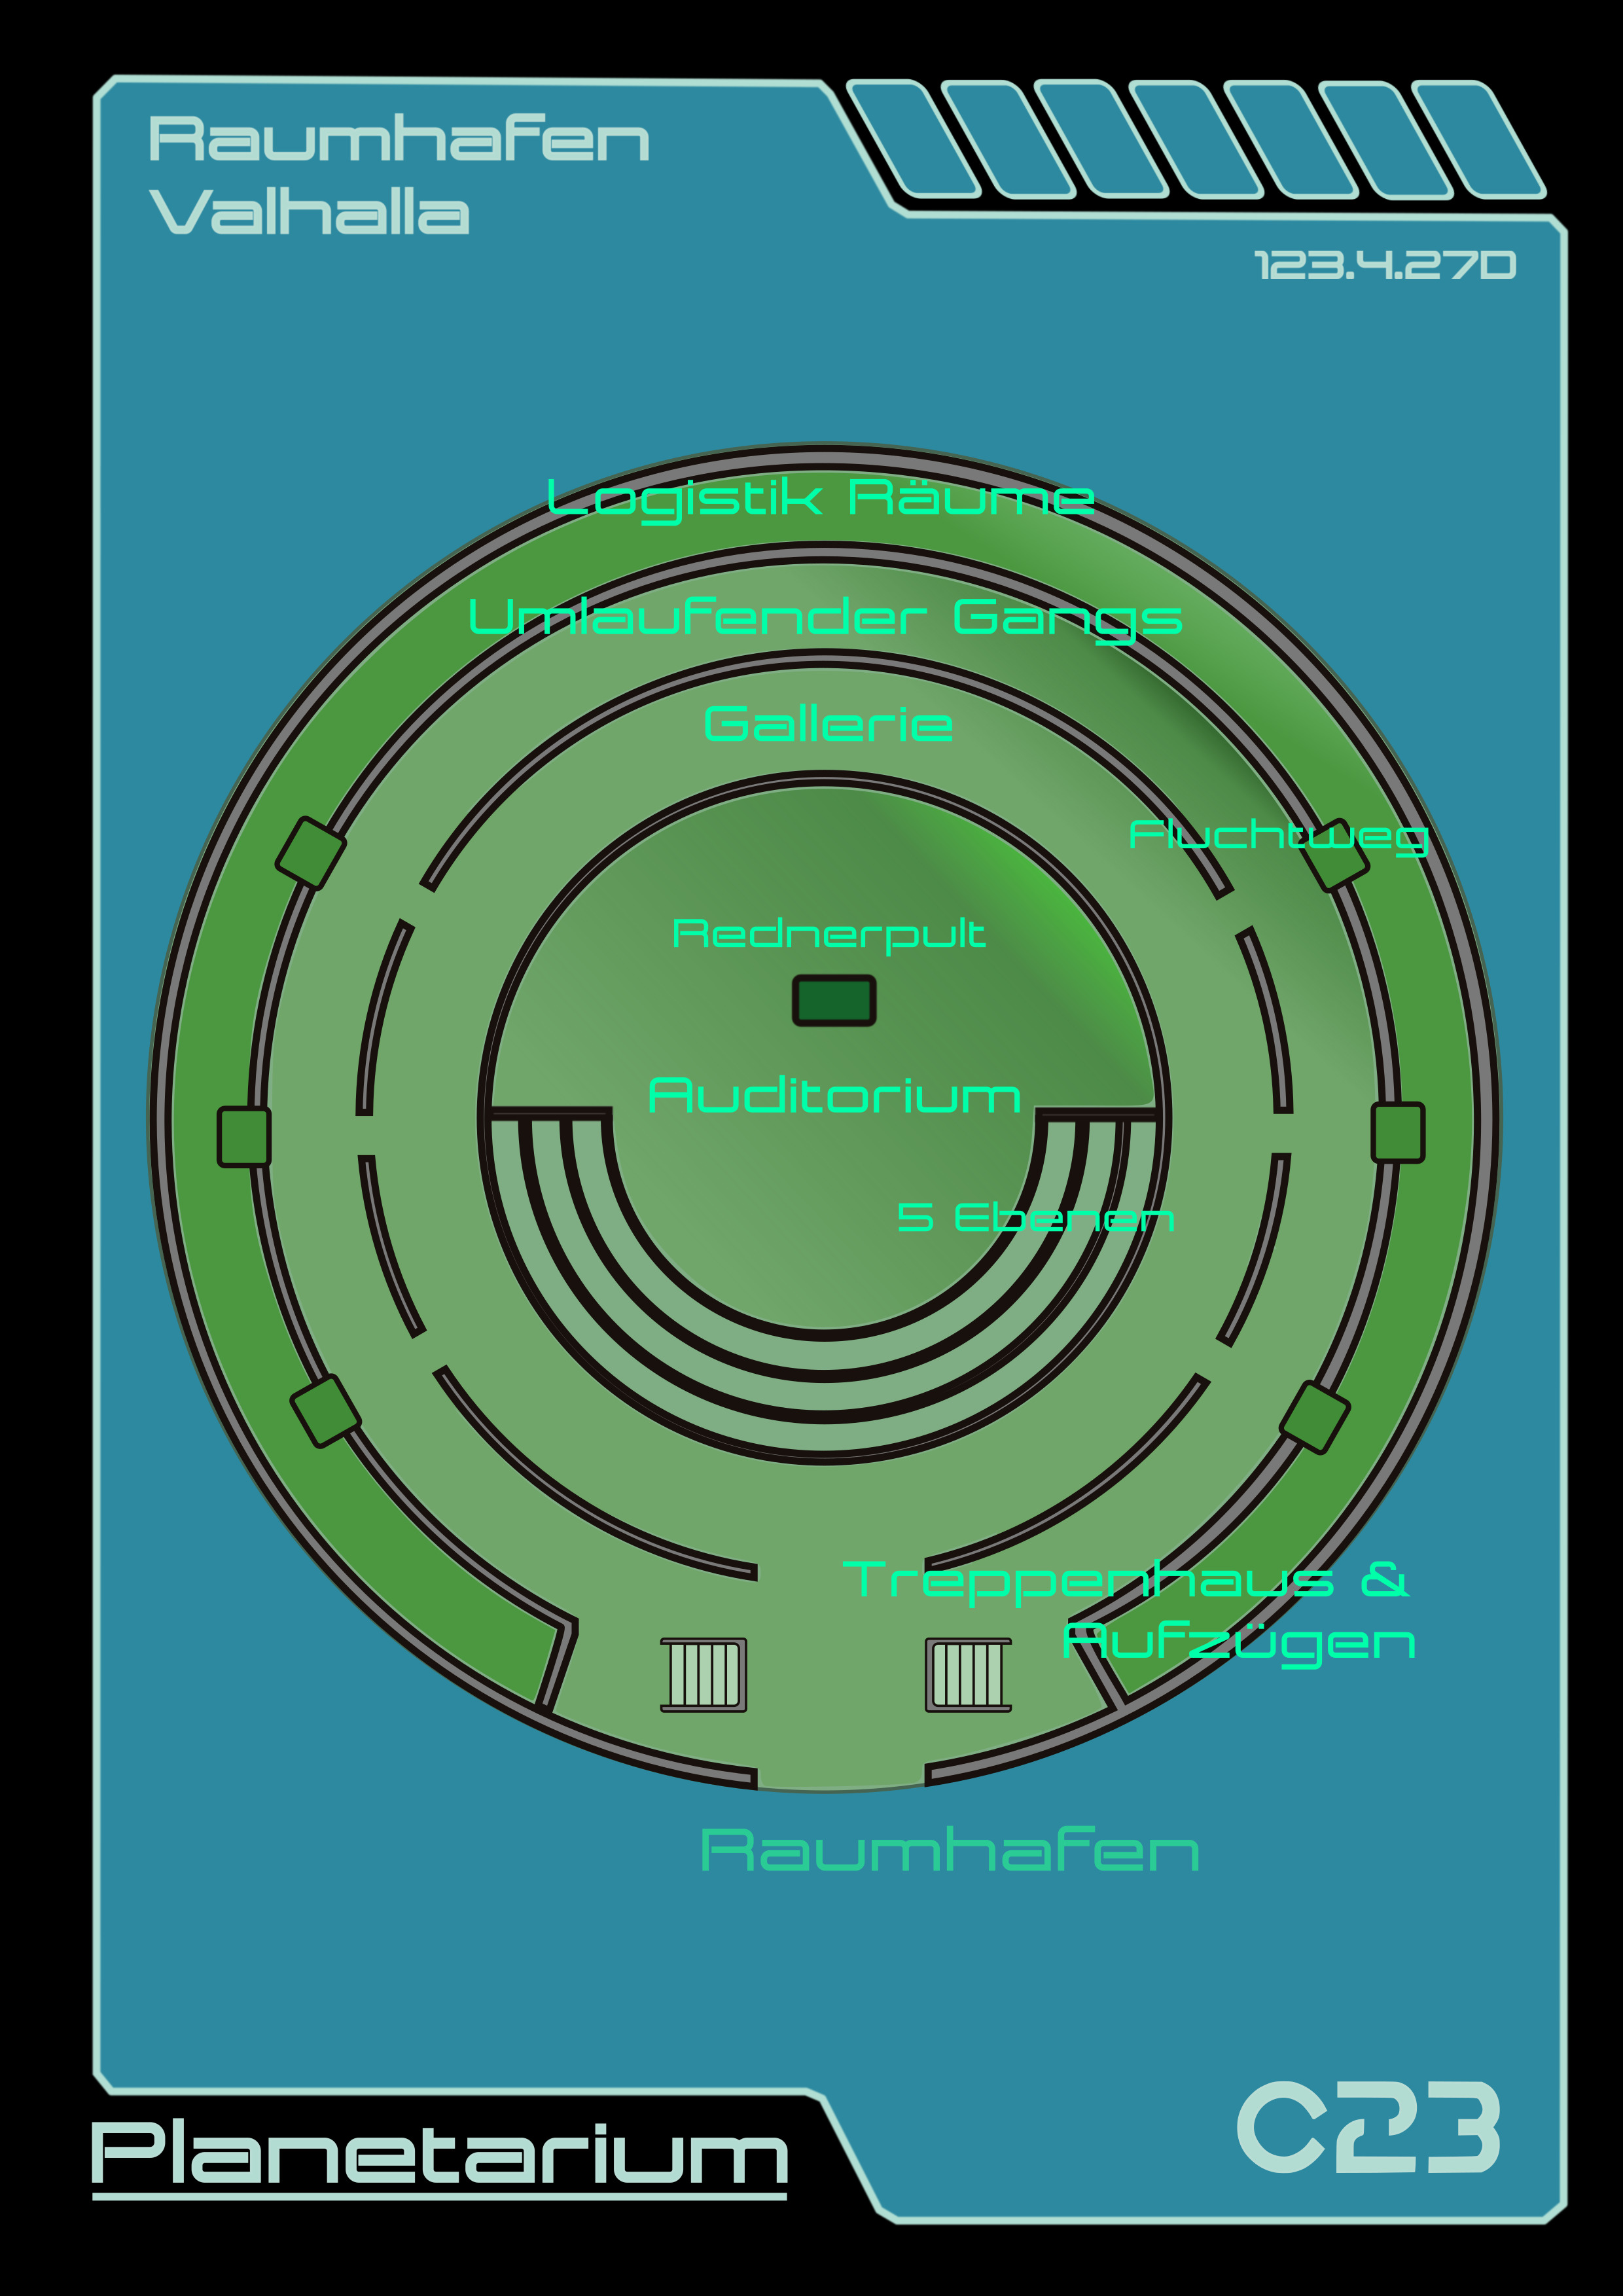 Raumhafen
Valhalla
123.4.27D
Logistik Räume
Umlaufender Gangs
Gallerie
Fluchtweg
Rednerpult
Auditorium
5 Ebenen
Treppenhaus &
Aufzügen
Raumhafen
Planetarium
C23